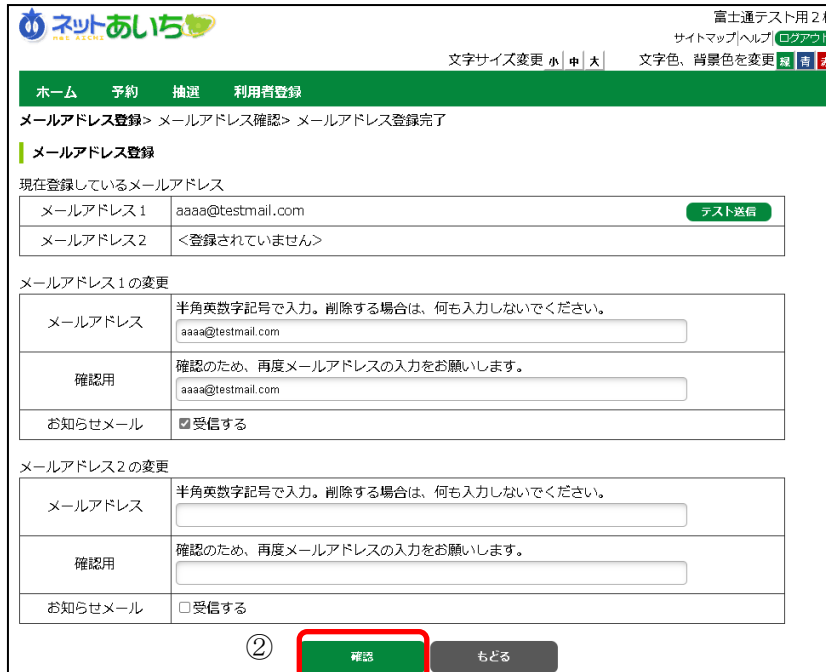 ネットあいち
Net AICHI
富士通テスト用２
サイトマップ|ヘルプ|ログアウト
文字サイズ変更 小 中 大 文字色、背景色を変更 緑 青
ホーム 予約 抽選 利用者登録
メールアドレス登録> メールアドレス確認> メールアドレス登録完了
メールアドレス登録
現在登録しているメールアドレス
メールアドレス１ aaaa@testmail.com テスト送信
メールアドレス２ <登録されていません>
メールアドレス１の変更
メールアドレス 半角英数字記号で入力。削除する場合は、何も入力しないでください。
aaaa@testmail.com
確認用 確認のため、再度メールアドレスの入力をお願いします。
aaaa@testmail.com
お知らせメール 受信する
メールアドレス２の変更
メールアドレス 半角英数字記号で入力。削除する場合は、何も入力しないでください。
確認用 確認のため、再度メールアドレスの入力をお願いします。
お知らせメール 受信する
② 確認 もどる